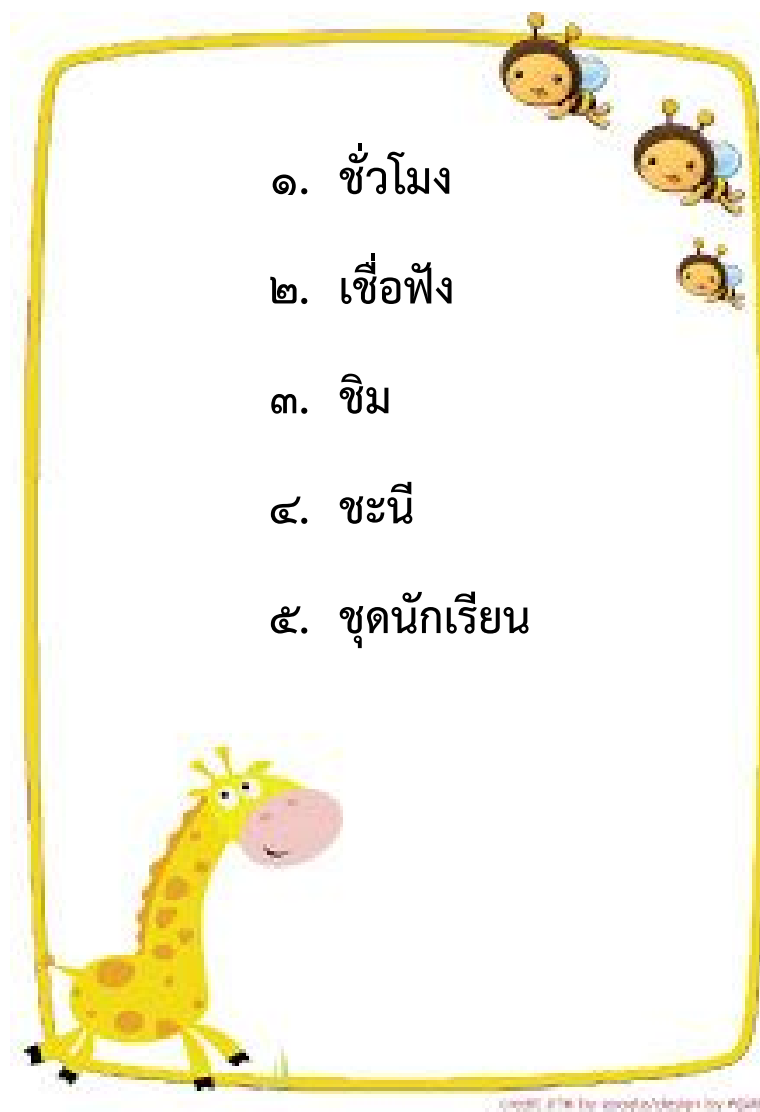 ๑. ชั่วโมง
๒. เชื่อฟัง
๓. ชิม
๔. ชะนี
๕. ชุดนักเรียน